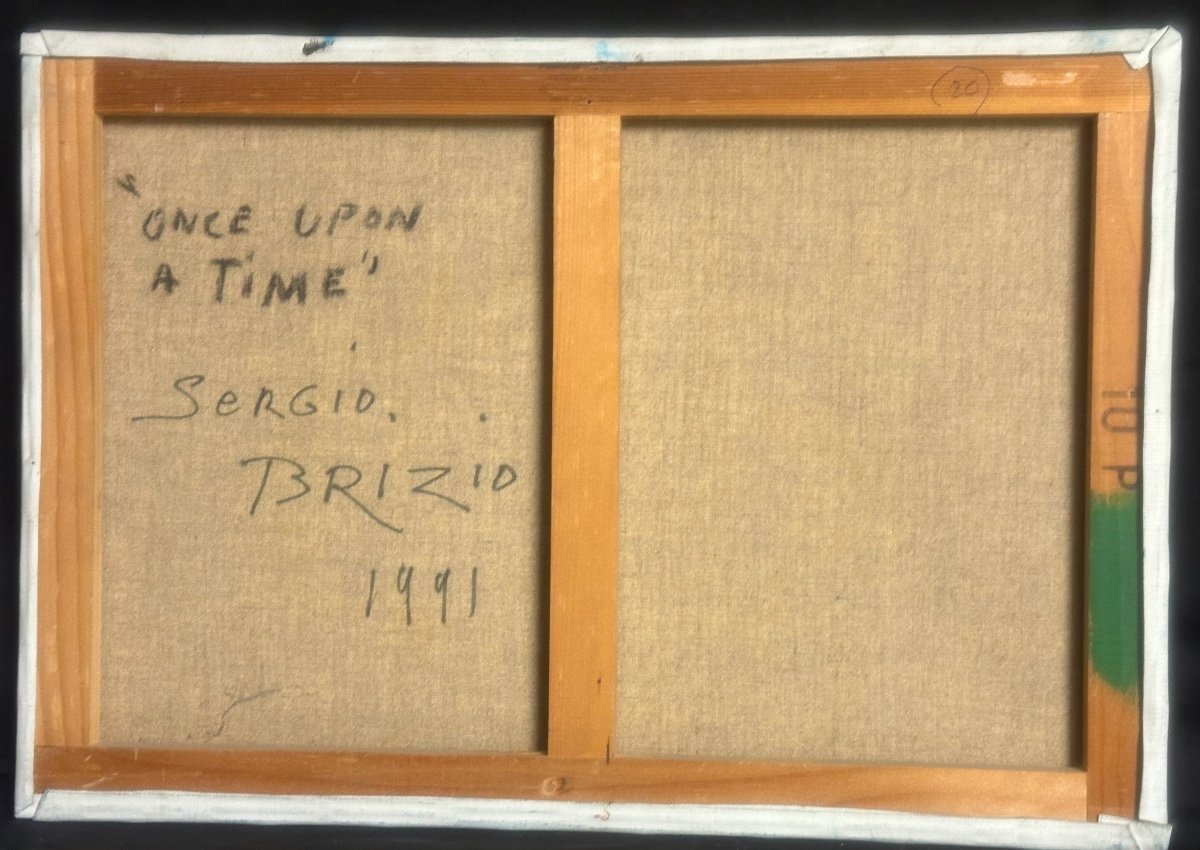 20
"ONCE UPON
A TiME"
SeRGIO.
BRIZIO
1991
10 P